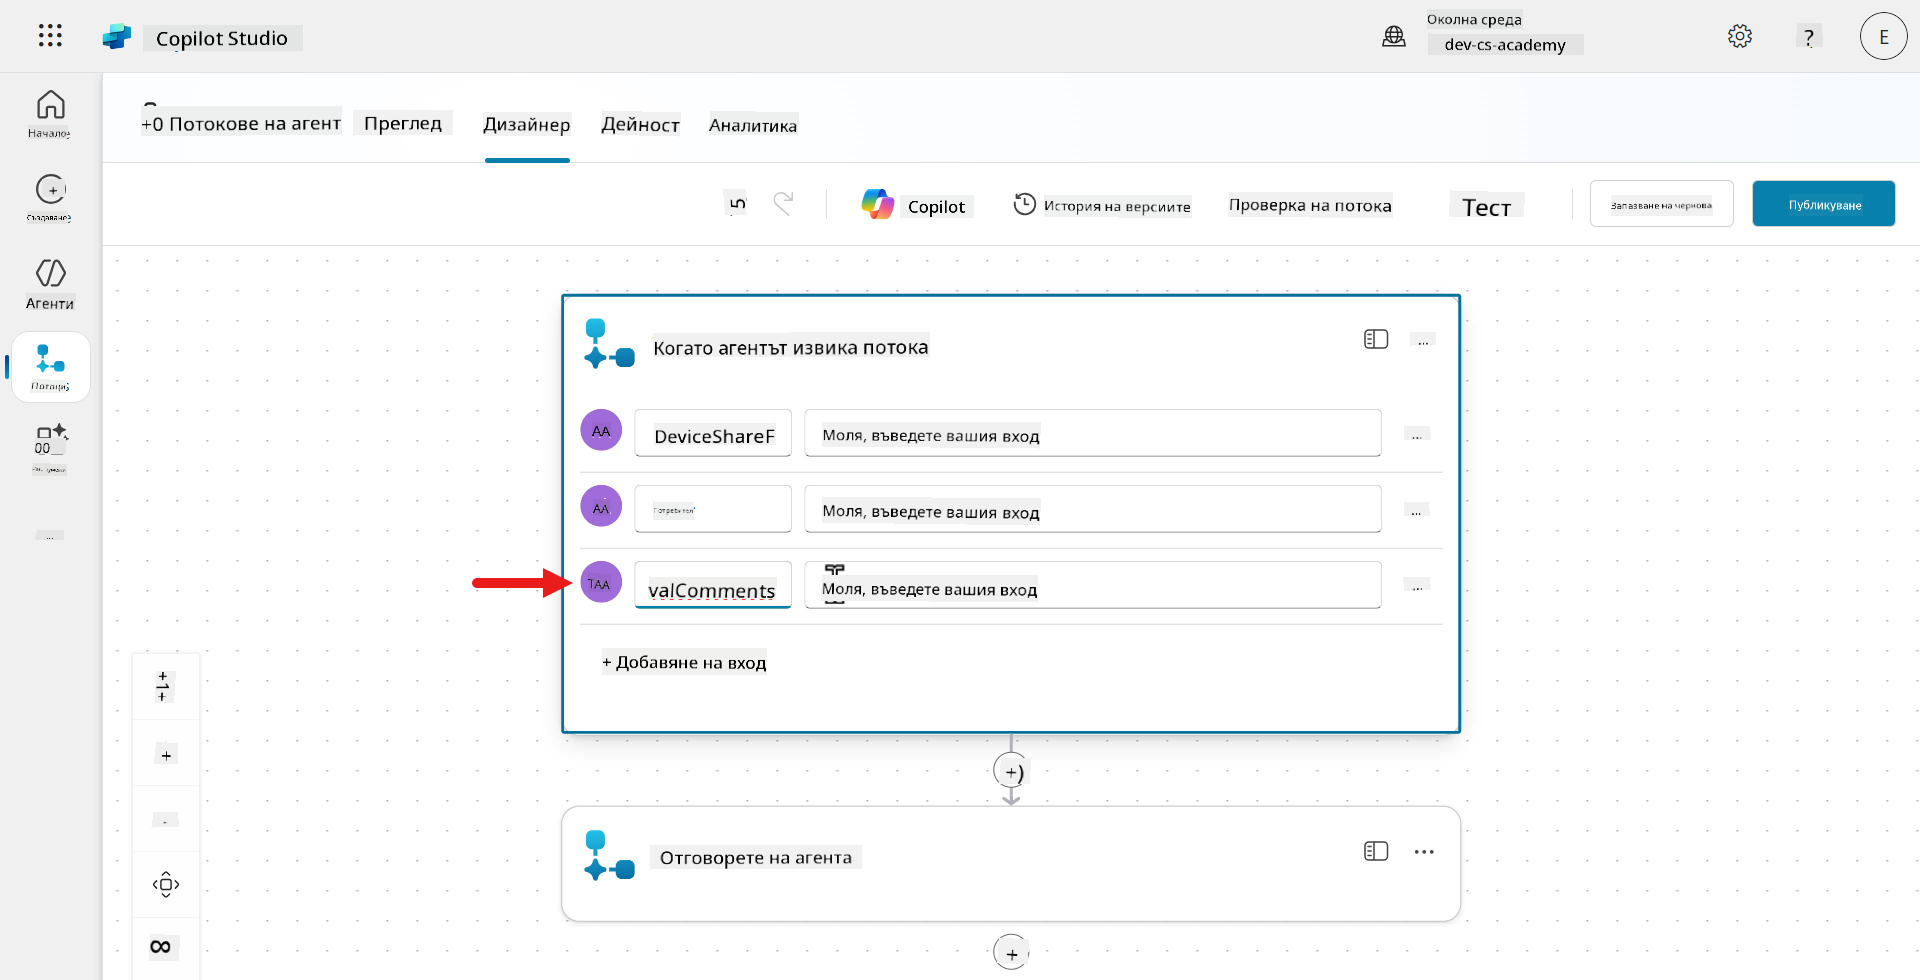 Copilot Studio
Околна среда
dev-cs-academy
?
E
Начало
+0 Потокове на агент
Преглед
Дизайнер
Дейност
Аналитика
Създаване
Агенти
Потоци
Copilot
История на версиите
Проверка на потока
Тест
Запазване на чернова
Публикуване
Когато агентът извика потока
...
AA
DeviceShareF
Моля, въведете вашия вход
...
AA
Потребител
Моля, въведете вашия вход
...
TAA
valComments
Моля, въведете вашия вход
...
+ Добавяне на вход
+)
Отговорете на агента
...
+